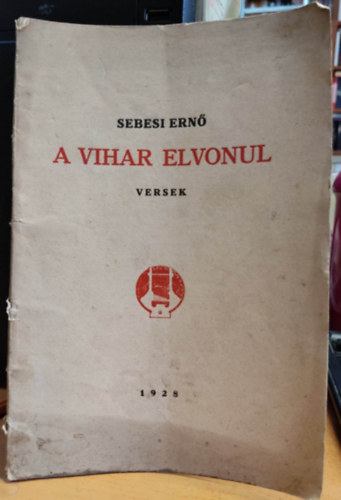 SEBESI ERNŐ
A VIHAR ELVONUL
VERSEK
1928